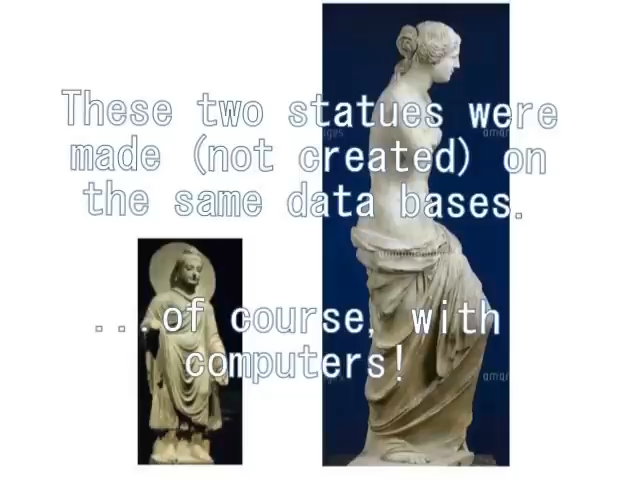 These two statues were
made (not created) on
the same data bases.
...of course, with
computers!